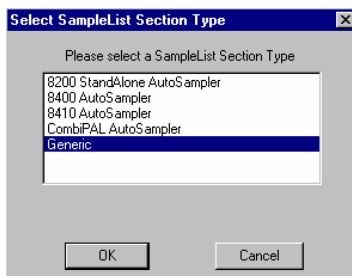 Select SampleList Section Type
Please select a SampleList Section Type
8200 StandAlone AutoSampler
8400 AutoSampler
8410 AutoSampler
CombiPAL AutoSampler
Generic
OK
Cancel